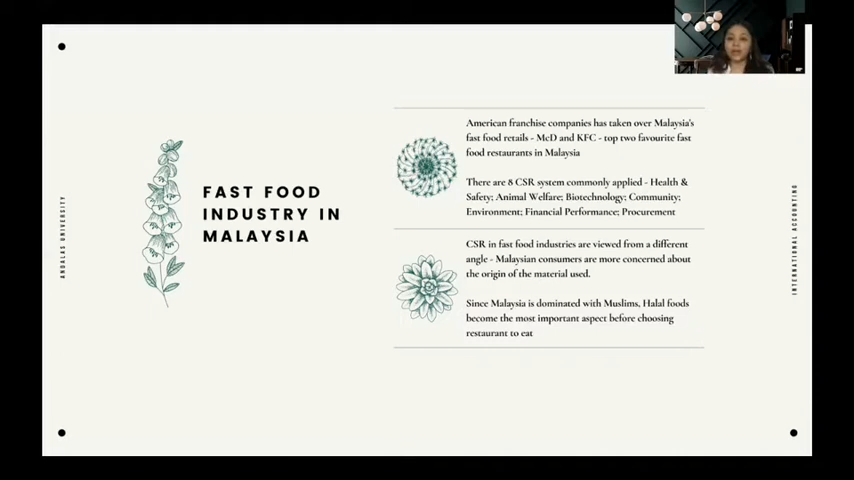 ANDALAS UNIVERSITY
FAST FOOD
INDUSTRY IN
MALAYSIA
American franchise companies has taken over Malaysia's
fast food retails - McD and KFC - top two favourite fast
food restaurants in Malaysia
There are 8 CSR system commonly applied - Health &
Safety; Animal Welfare; Biotechnology; Community;
Environment; Financial Performance; Procurement
CSR in fast food industries are viewed from a different
angle - Malaysian consumers are more concerned about
the origin of the material used.
Since Malaysia is dominated with Muslims, Halal foods
become the most important aspect before choosing
restaurant to eat
INTERNATIONAL ACCOUNTING